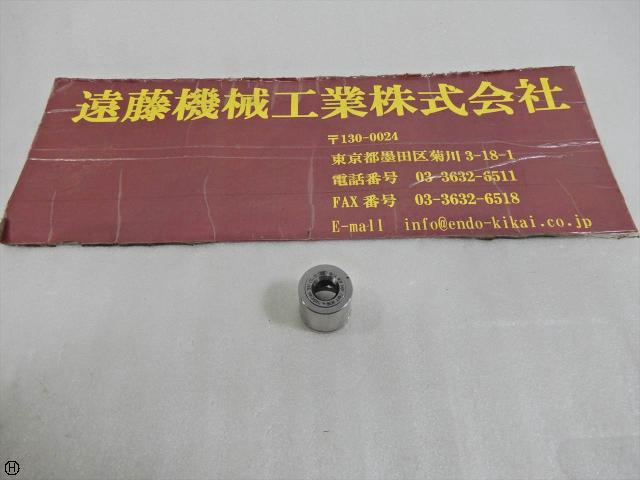 遠藤機械工業株式会社
〒130-0024
東京都墨田区菊川 3-18-1
電話番号 03-3632-6511
FAX 番号 03-3632-6518
E-mall info@endo-kikai.co.jp
H